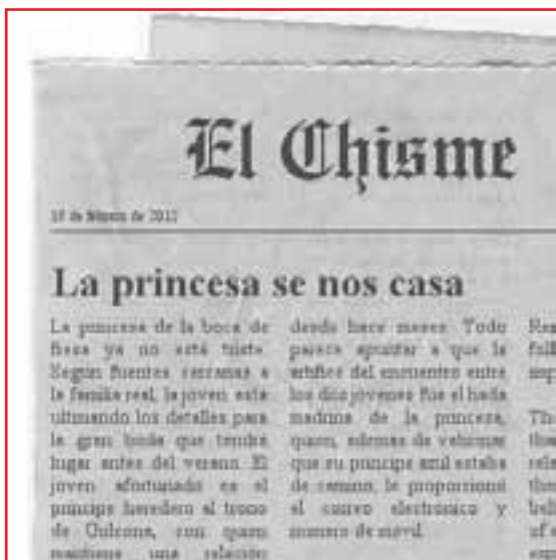 El Chisme
de 2012
La princesa se nos casa
La princesa de la boca de
fresa ya no está triste.
Según fuentes cercanas a
la familia real, la joven está
ultimando los detalles para
la gran boda que tendrá
lugar antes del verano. El
joven afortunado es el
príncipe heredero al trono
de con quien
mantiene una relación
desde hace meses. Todo
parece apuntar a que la
artífice del encuentro entre
los dos jóvenes fue el hada
madrina de la princesa,
quien, además de
que su príncipe azul estaba
de camino, le proporcionó
el correo electrónico y
número de móvil.